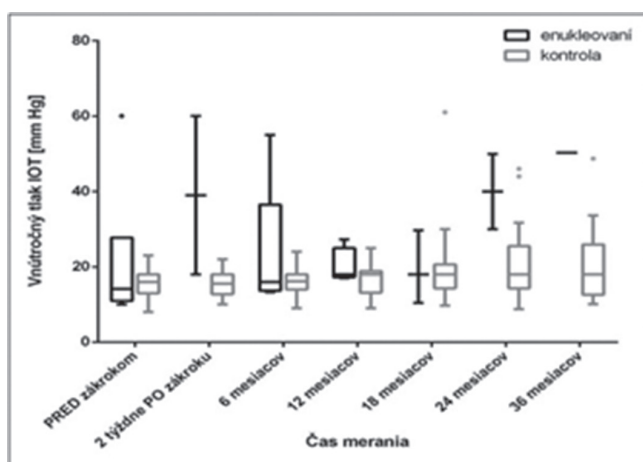 enukleovaní
kontrola
Vnútročný tlak IOT [mm Hg]
80
60
40
20
0
PRED zákrokom
2 týždne PO zákroku
6 mesiacov
12 mesiacov
18 mesiacov
24 mesiacov
36 mesiacov
Čas merania